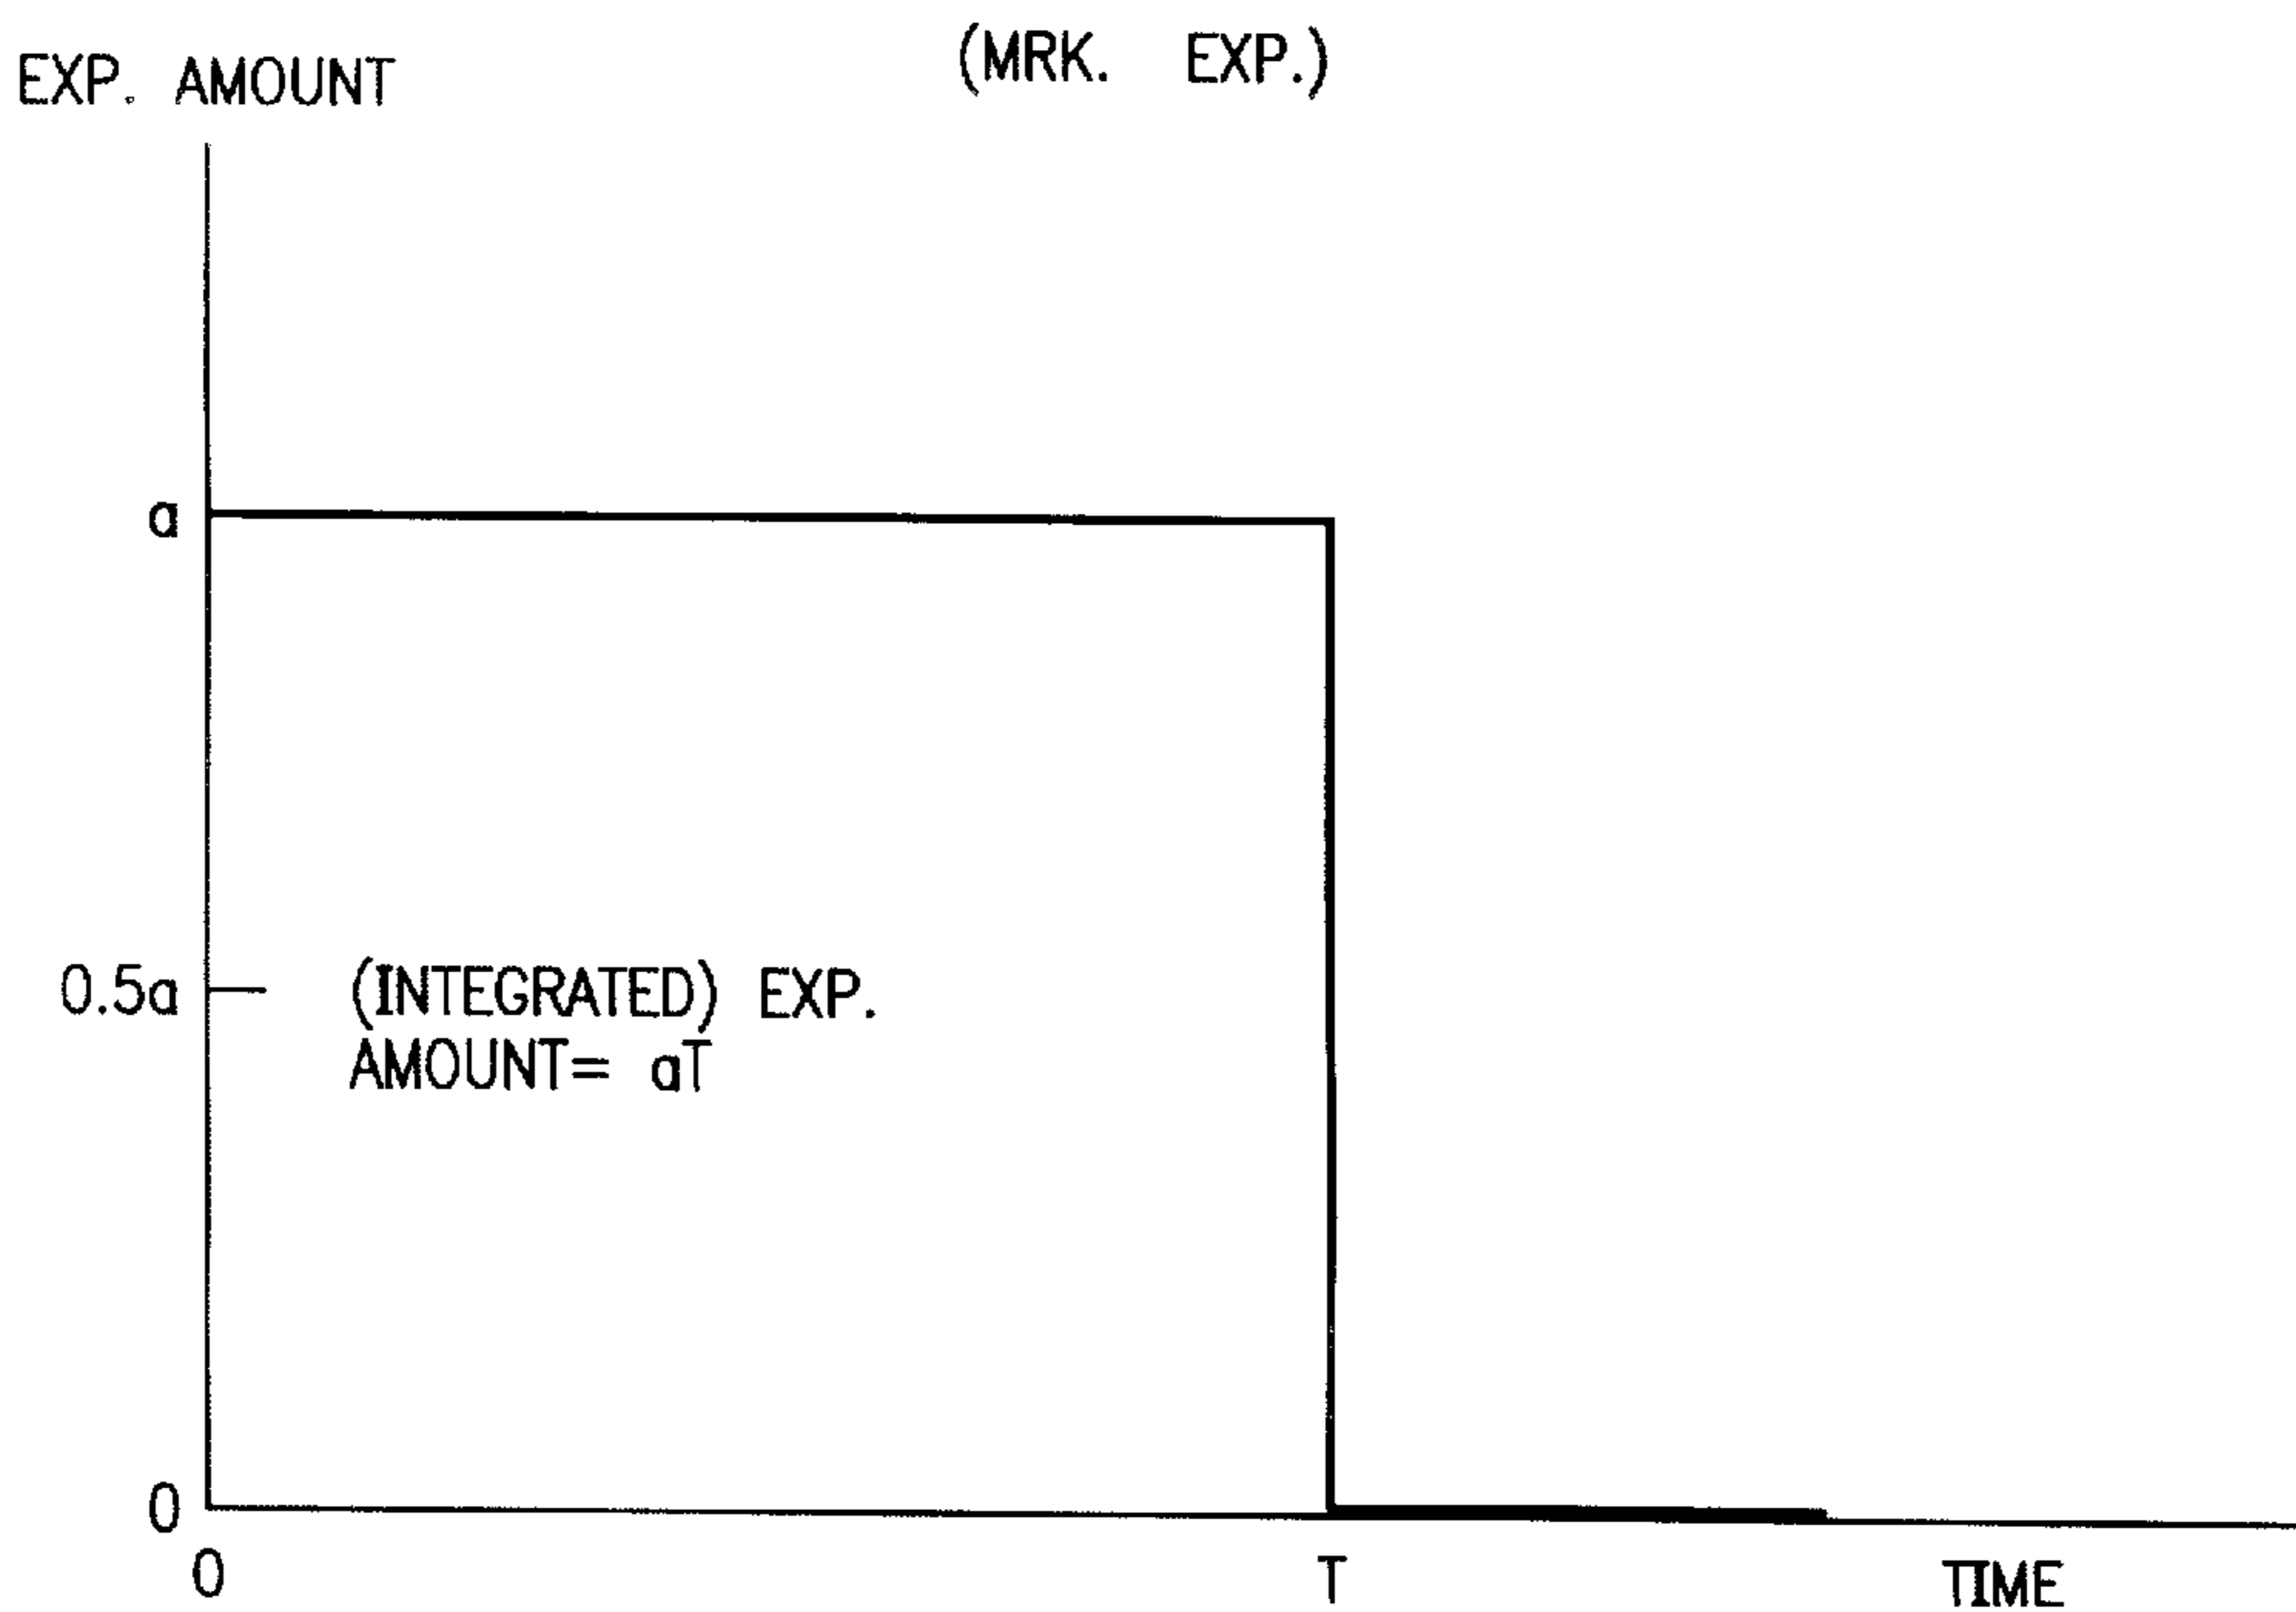 (MRK. EXP.)
EXP. AMOUNT
a
0.5a
(INTEGRATED) EXP.
AMOUNT= aT
0
0
T
TIME